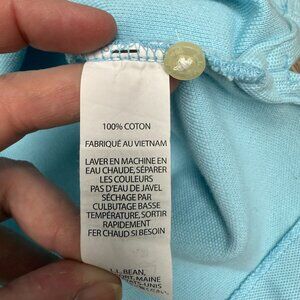 100% COTON
FABRIQUÉ AU VIETNAM
LAVER EN MACHINE EN
EAU CHAUDE, SÉPARER
LES COULEURS
PAS D'EAU DE JAVEL
SÉCHAGE PAR
CULBUTAGE BASSE
TEMPÉRATURE, SORTIR
RAPIDEMENT
FER CHAUD SI BESOIN
L.L. BEAN,
MAINE